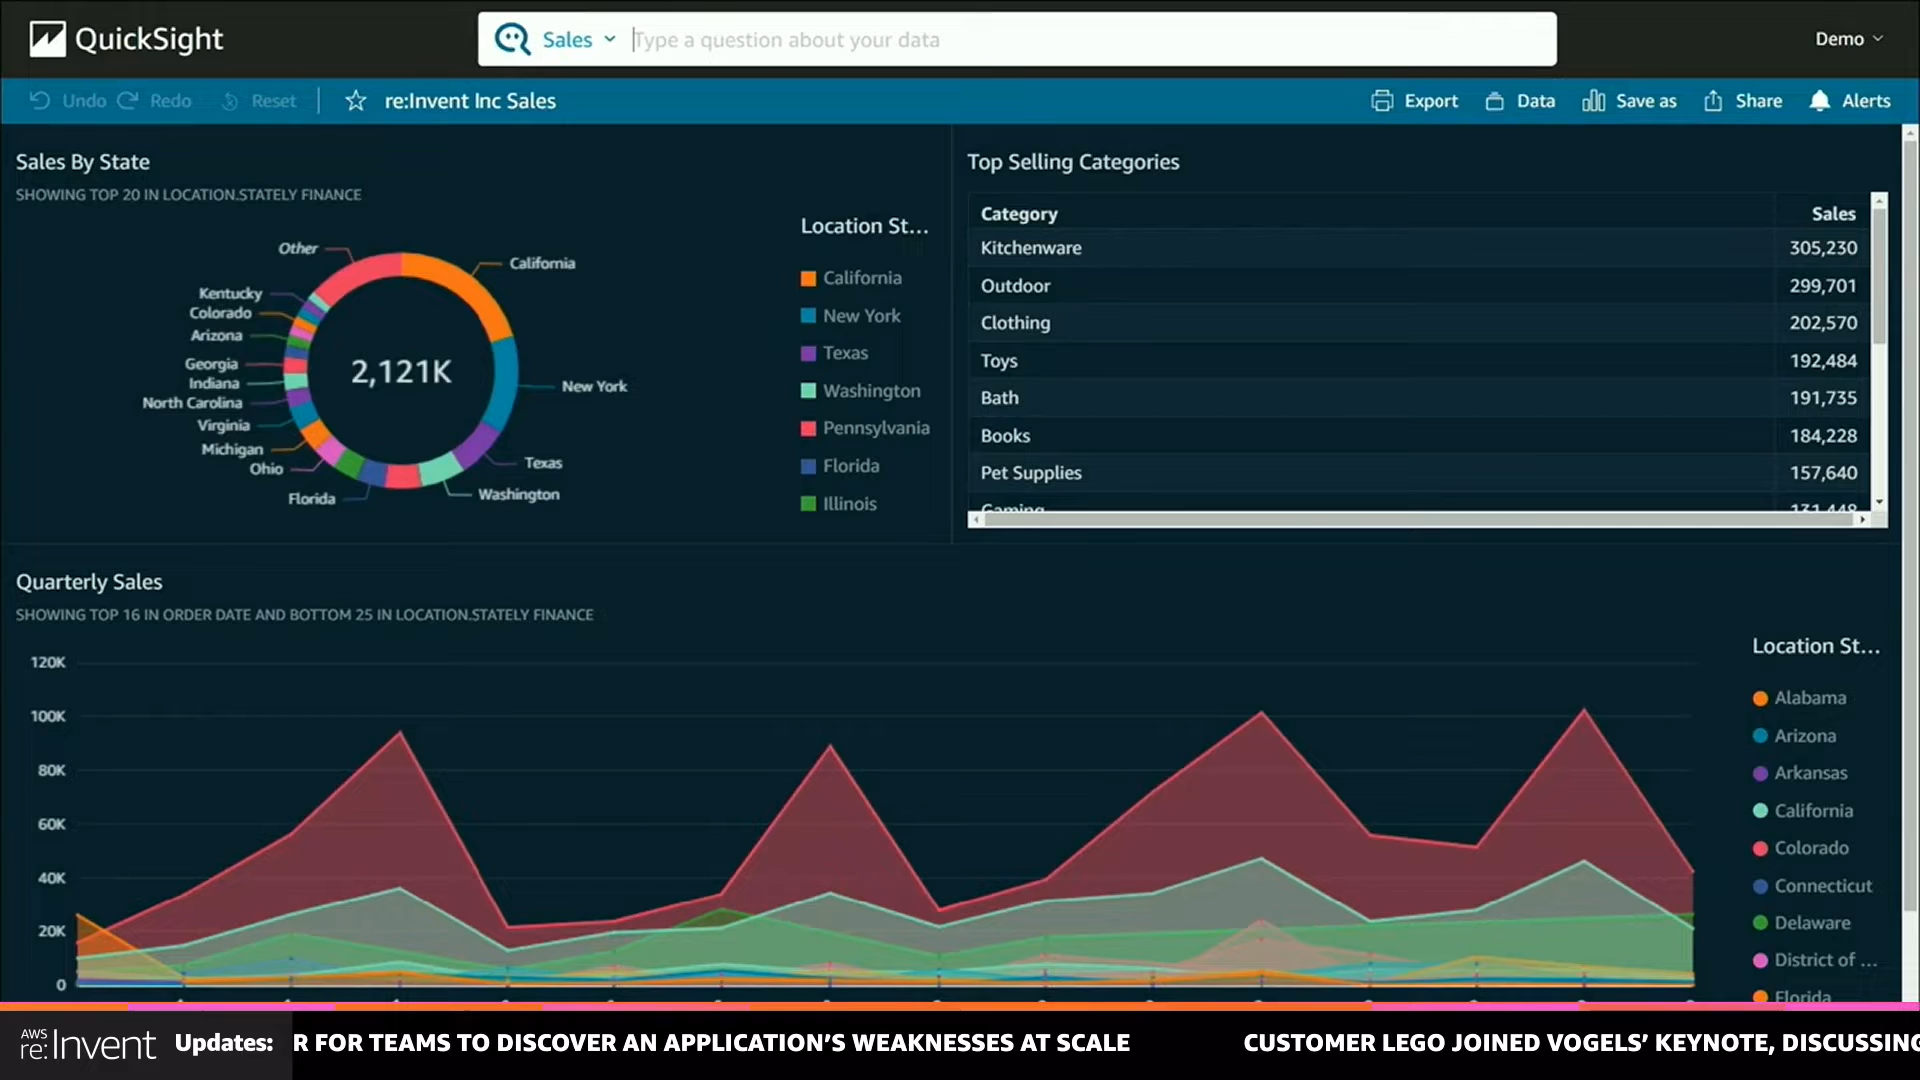 QuickSight
Sales
Type a question about your data
Demo
Undo
Redo
Reset
re:Invent Inc Sales
Export
Data
Save as
Share
Alerts
Sales By State
SHOWING TOP 20 IN LOCATION.STATELY FINANCE
Other
California
Kentucky
Colorado
Arizona
Georgia
Indiana
North Carolina
Virginia
Michigan
Ohio
Florida
New York
Texas
Washington
2,121K
Location St...
California
New York
Texas
Washington
Pennsylvania
Florida
Illinois
Top Selling Categories
Category Sales
Kitchenware 305,230
Outdoor 299,701
Clothing 202,570
Toys 192,484
Bath 191,735
Books 184,228
Pet Supplies 157,640
Gaming 131,448
Quarterly Sales
SHOWING TOP 16 IN ORDER DATE AND BOTTOM 25 IN LOCATION.STATELY FINANCE
120K
100K
80K
60K
40K
20K
0
Location St...
Alabama
Arizona
Arkansas
California
Colorado
Connecticut
Delaware
District of ...
Florida
AWS
re:Invent
Updates:
R FOR TEAMS TO DISCOVER AN APPLICATION'S WEAKNESSES AT SCALE
CUSTOMER LEGO JOINED VOGELS' KEYNOTE, DISCUSSING